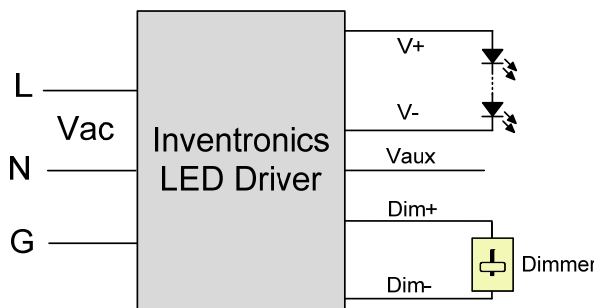 L
Vac
N
G
Inventronics
LED Driver
V+
V-
Vaux
Dim+
Dimmer
Dim-